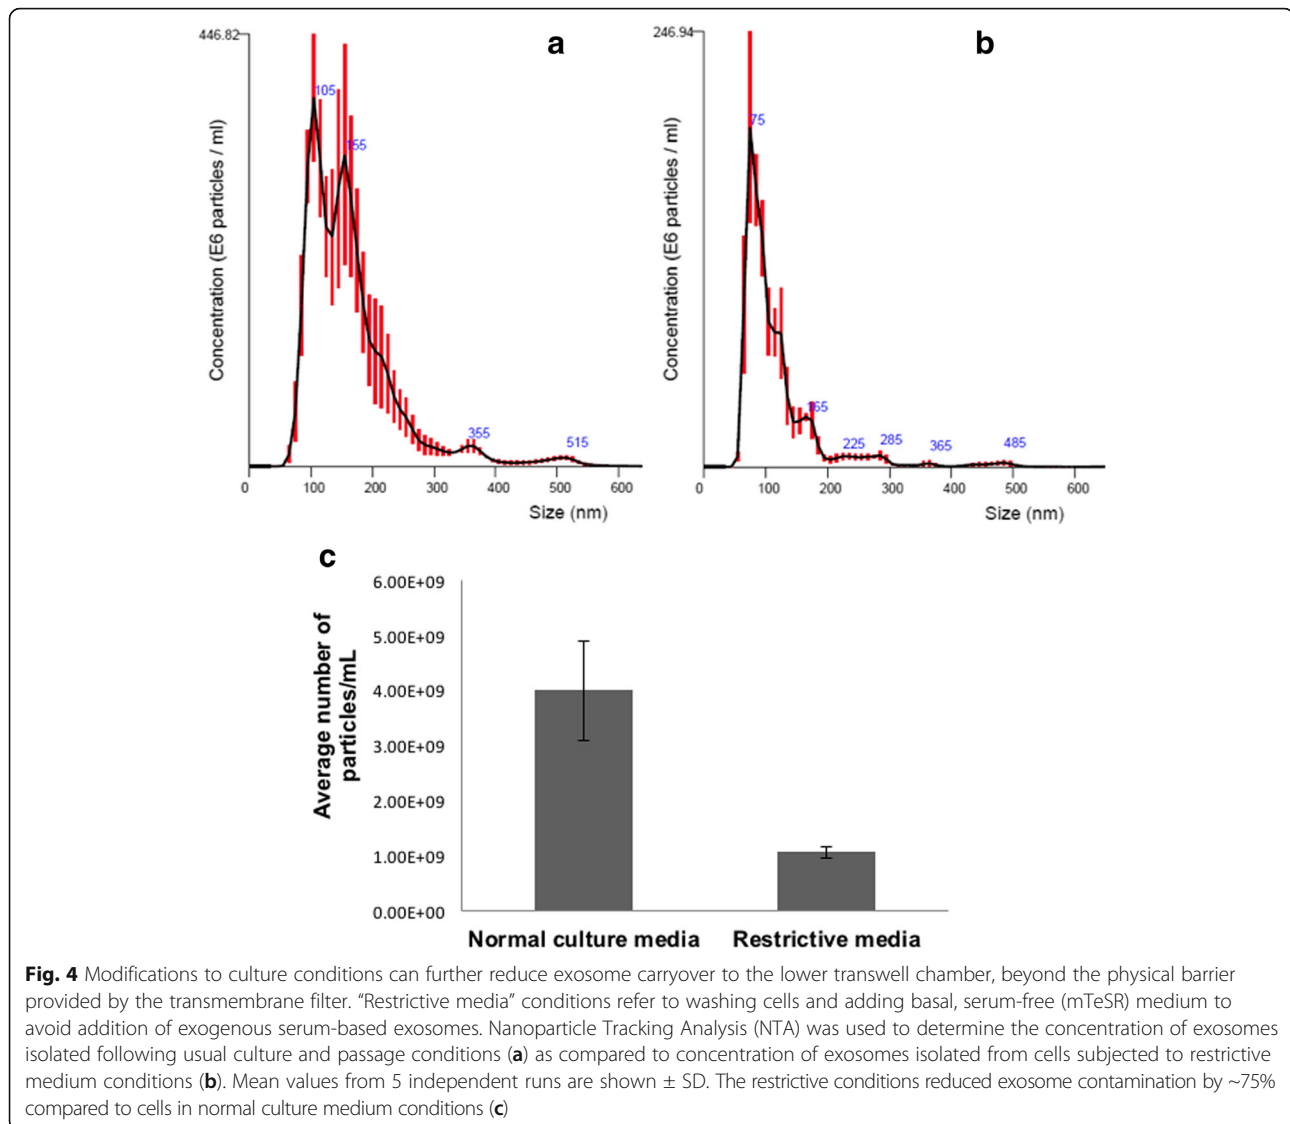 a
446.82
Concentration (E6 particles / ml)
105
155
355
515
0 100 200 300 400 500 600
Size (nm)
b
246.94
Concentration (E6 particles / ml)
75
165
225
285
365
485
0 100 200 300 400 500 600
Size (nm)
c
Average number of
particles/mL
6.00E+09
5.00E+09
4.00E+09
3.00E+09
2.00E+09
1.00E+09
0.00E+00
Normal culture media Restrictive media
Fig. 4 Modifications to culture conditions can further reduce exosome carryover to the lower transwell chamber, beyond the physical barrier
provided by the transmembrane filter. “Restrictive media” conditions refer to washing cells and adding basal, serum-free (mTeSR) medium to
avoid addition of exogenous serum-based exosomes. Nanoparticle Tracking Analysis (NTA) was used to determine the concentration of exosomes
isolated following usual culture and passage conditions (a) as compared to concentration of exosomes isolated from cells subjected to restrictive
medium conditions (b). Mean values from 5 independent runs are shown ± SD. The restrictive conditions reduced exosome contamination by ~75%
compared to cells in normal culture medium conditions (c)